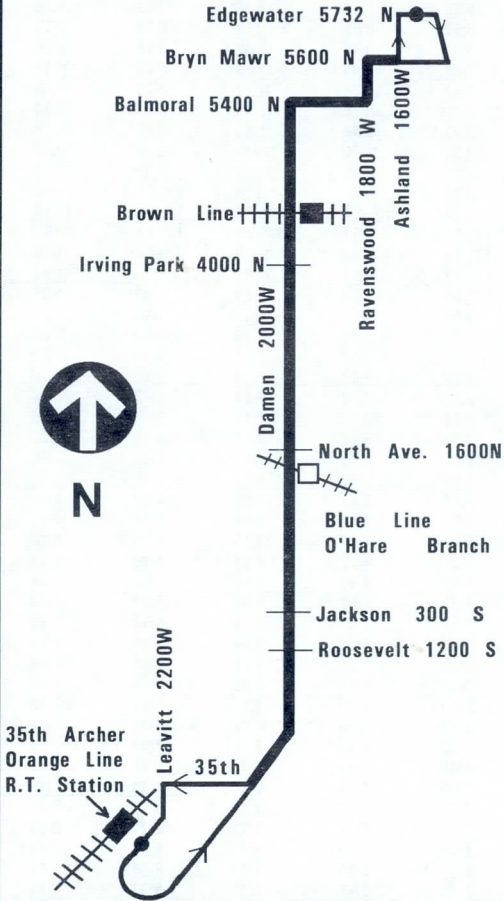 Edgewater 5732 N
Bryn Mawr 5600 N
Balmoral 5400 N
Ravenswood 1800 W
Ashland 1600W
Brown Line
Irving Park 4000 N
Damen 2000W
North Ave. 1600N
N
Blue Line
O'Hare Branch
Jackson 300 S
Roosevelt 1200 S
Leavitt 2200W
35th Archer
Orange Line
R.T. Station
35th